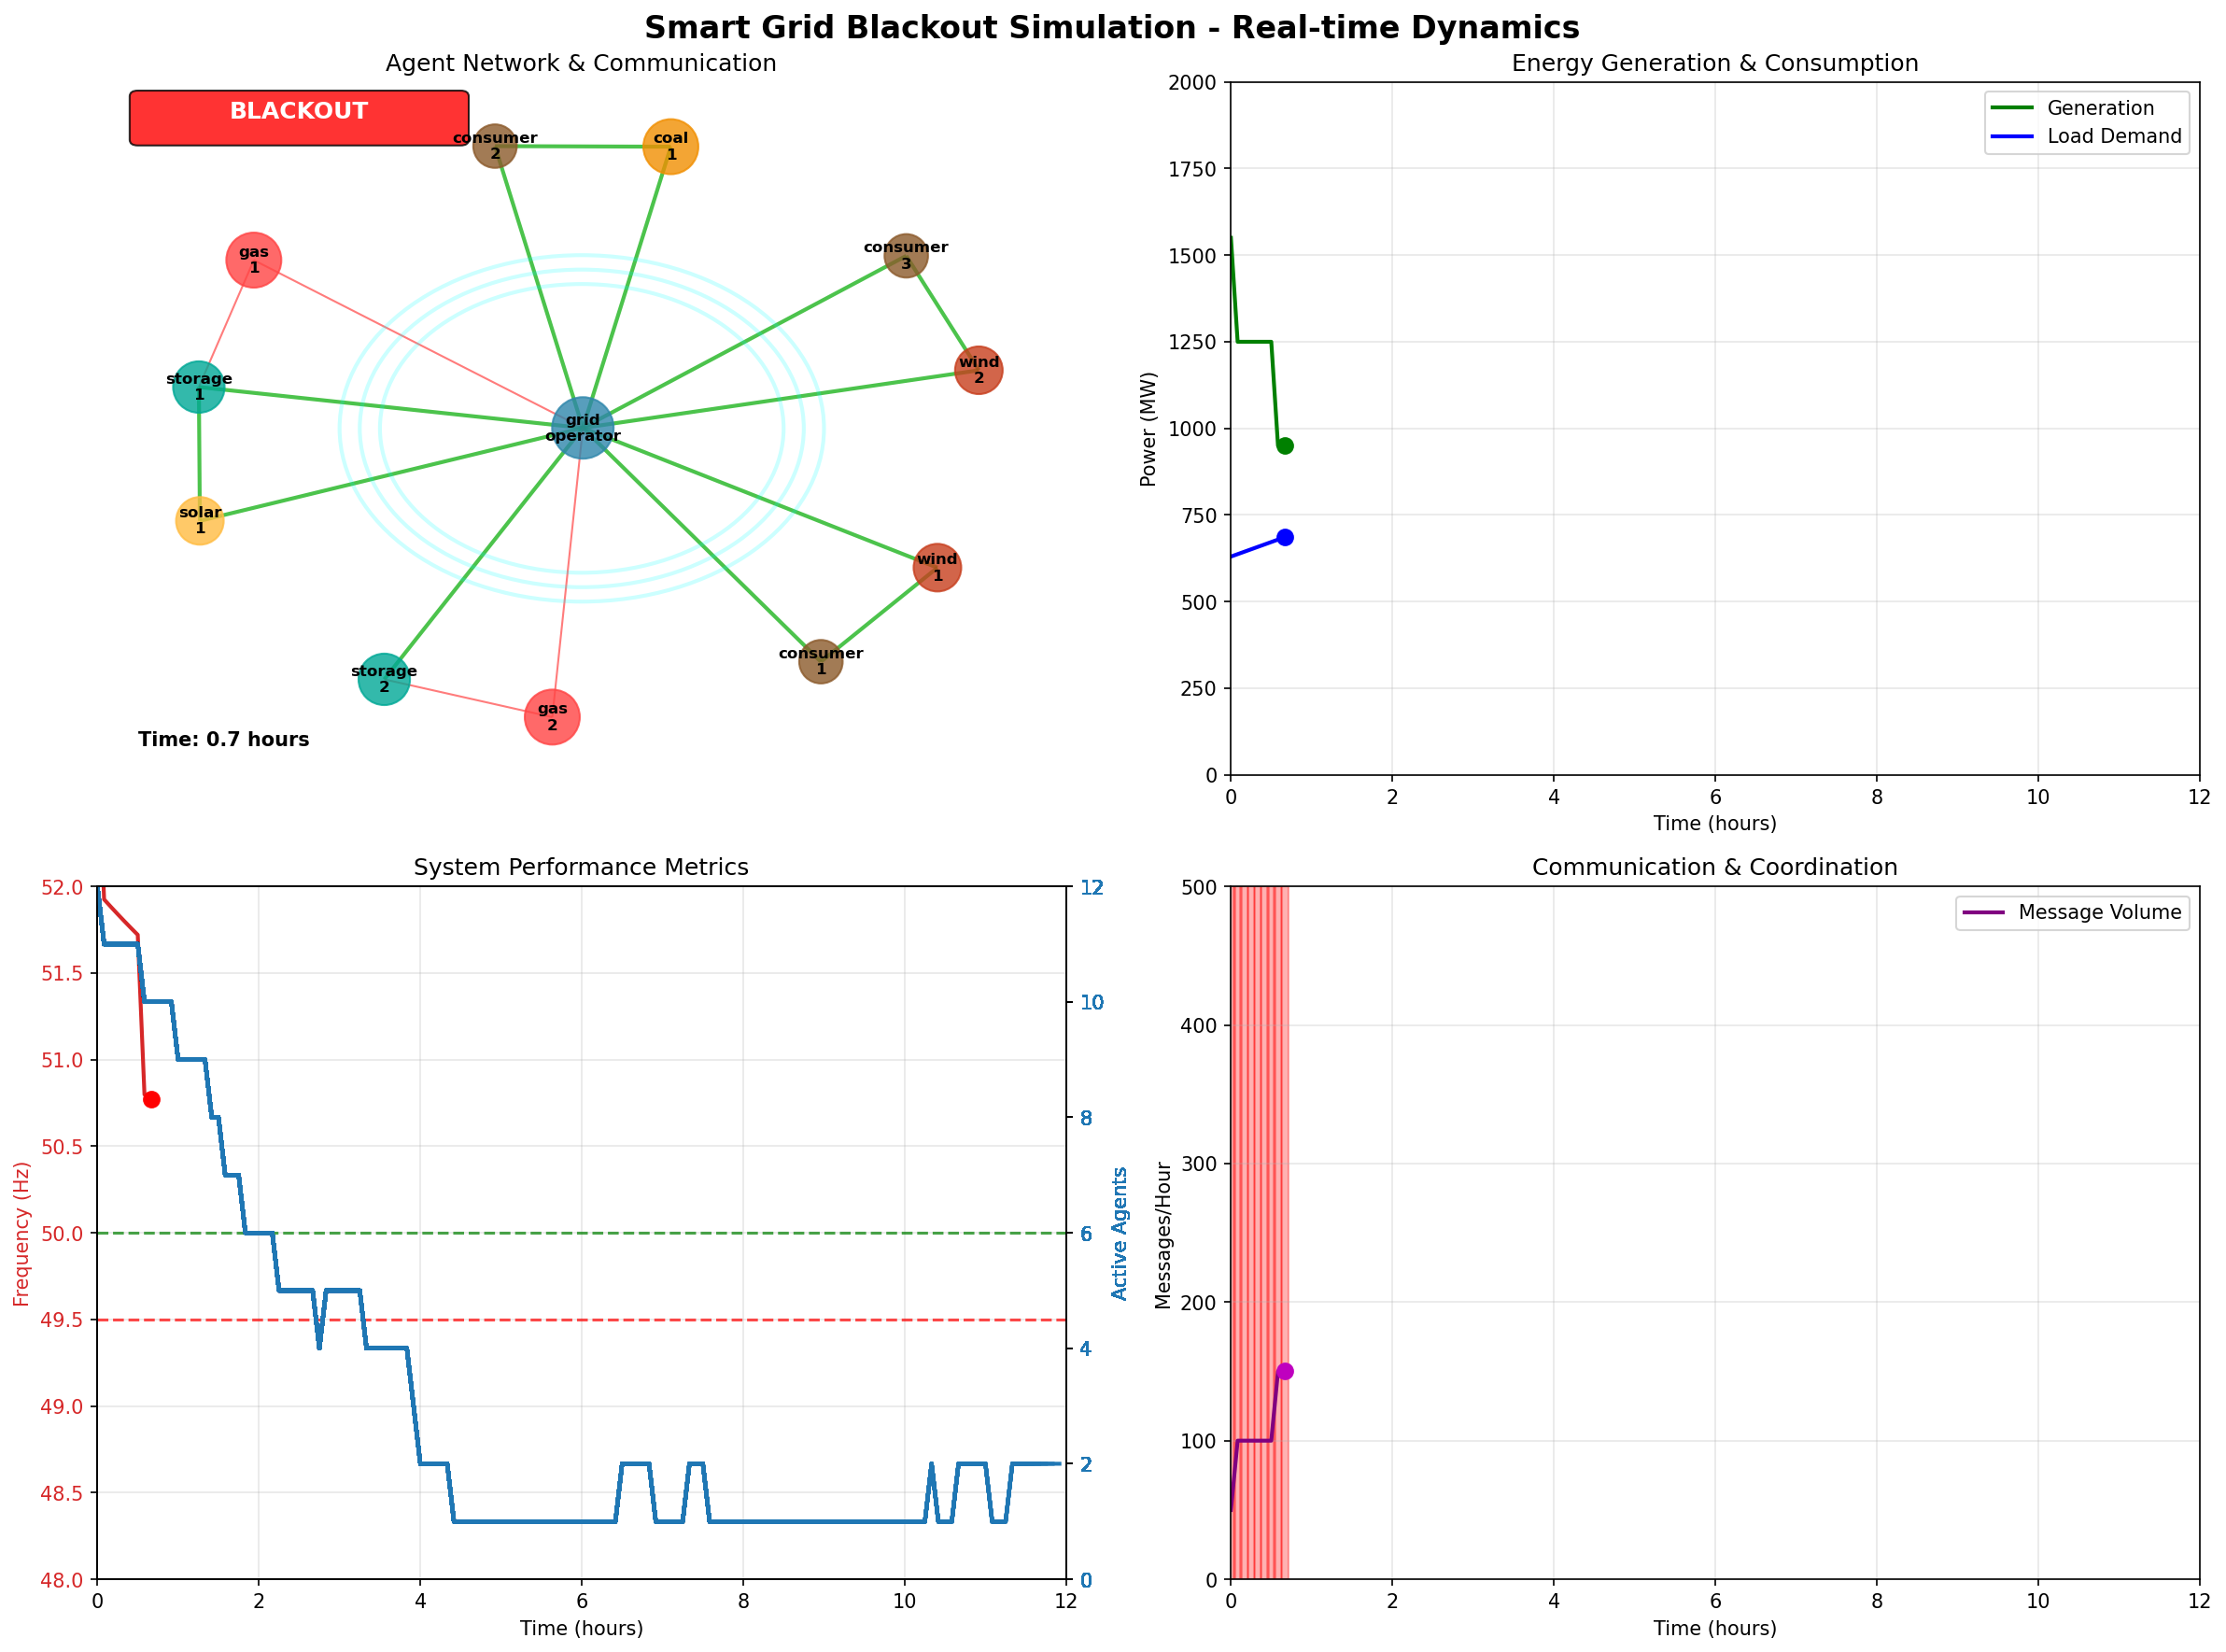 Smart Grid Blackout Simulation - Real-time Dynamics
Agent Network & Communication
BLACKOUT
consumer
2
coal
1
gas
1
consumer
3
storage
1
wind
2
grid
operator
solar
1
wind
1
consumer
1
storage
2
gas
2
Time: 0.7 hours
Energy Generation & Consumption
Generation
Load Demand
Power (MW)
2000
1750
1500
1250
1000
750
500
250
0
0 2 4 6 8 10 12
Time (hours)
System Performance Metrics
Frequency (Hz)
52.0
51.5
51.0
50.5
50.0
49.5
49.0
48.5
48.0
12
10
8
6
4
2
0
Active Agents
0 2 4 6 8 10 12
Time (hours)
Communication & Coordination
Message Volume
Messages/Hour
500
400
300
200
100
0
0 2 4 6 8 10 12
Time (hours)